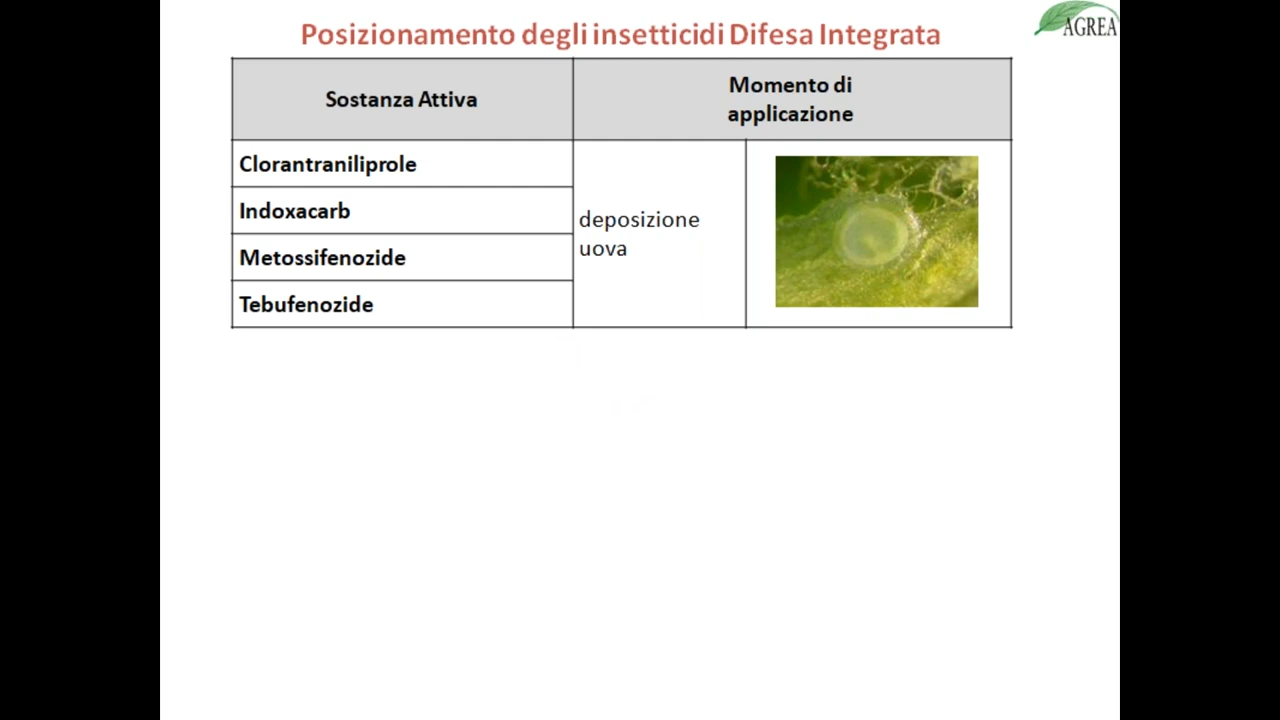 Posizionamento degli insetticidi Difesa Integrata
AGREA
Sostanza Attiva
Momento di
applicazione
Clorantraniliprole
Indoxacarb
Metossifenozide
Tebufenozide
deposizione
uova